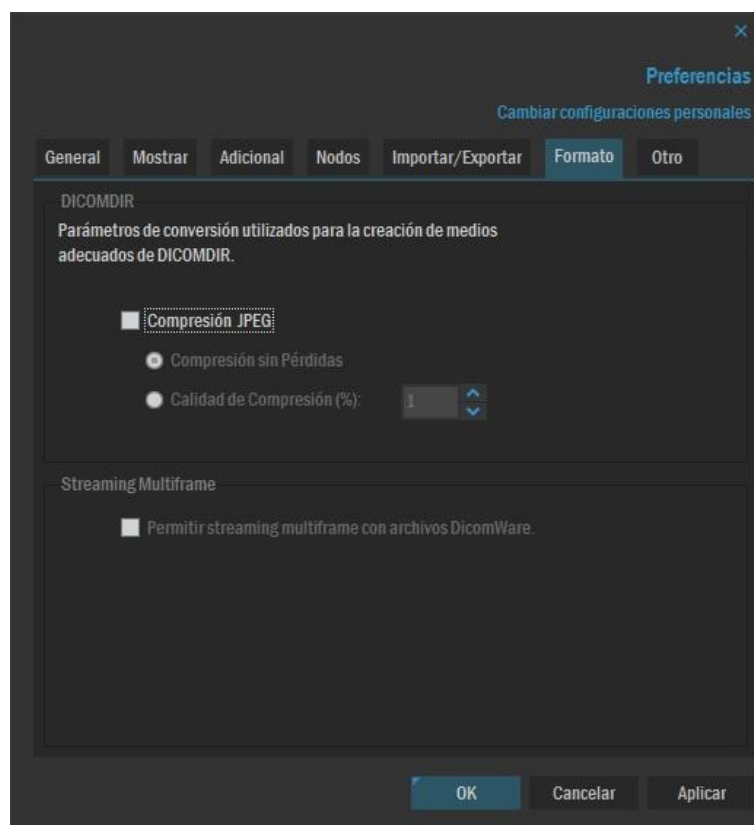 Preferencias
Cambiar configuraciones personales
General Mostrar Adicional Nodos Importar/Exportar Formato Otro
DICOMDIR
Parámetros de conversión utilizados para la creación de medios
adecuados de DICOMDIR.
Compresión JPEG
Compresión sin Pérdidas
Calidad de Compresión (%): 1
Streaming Multiframe
Permitir streaming multiframe con archivos DicomWare.
OK Cancelar Aplicar